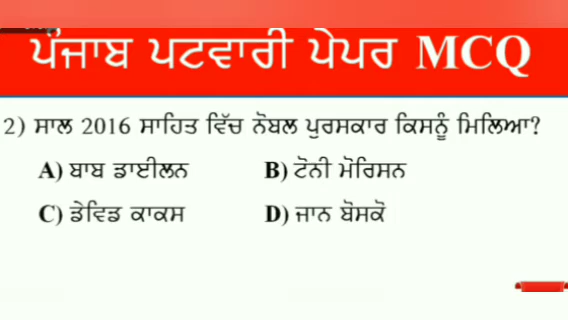 ਪੰਜਾਬ ਪਟਵਾਰੀ ਪੇਪਰ MCQ
2) ਸਾਲ 2016 ਸਾਹਿਤ ਵਿੱਚ ਨੋਬਲ ਪੁਰਸਕਾਰ ਕਿਸਨੂੰ ਮਿਲਿਆ?
A) ਬਾਬ ਡਾਈਲਨ B) ਟੋਨੀ ਮੋਰਿਸਨ
C) ਡੇਵਿਡ ਕਾਕਸ D) ਜਾਨ ਬੋਸਕੋ